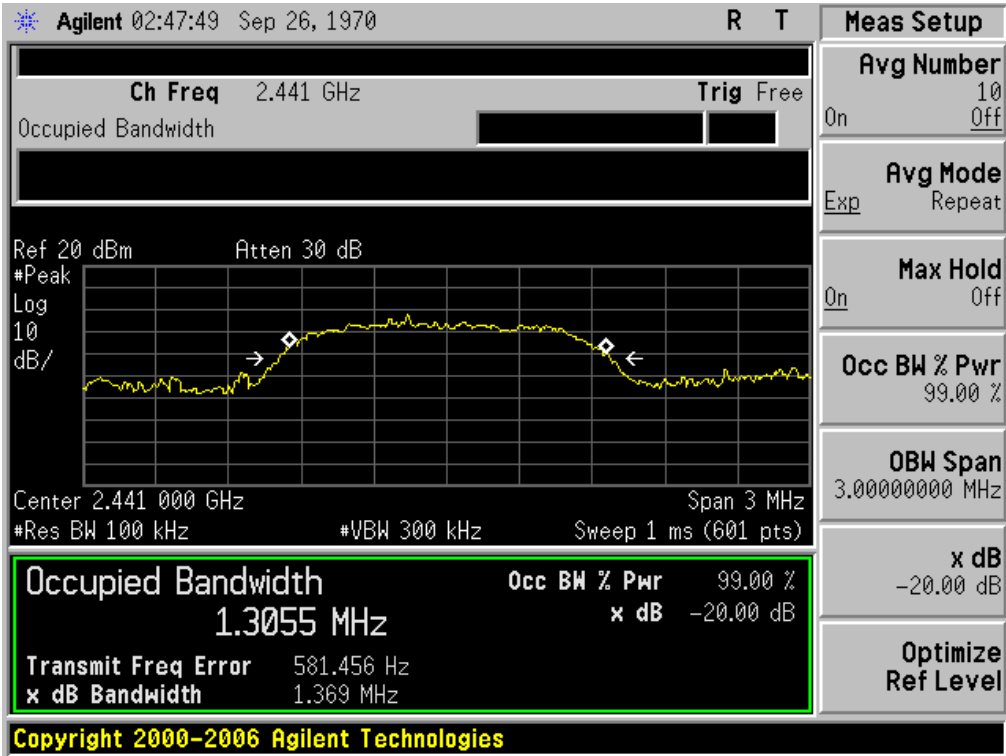 Agilent 02:47:49 Sep 26, 1970 R T
Meas Setup
Ch Freq 2.441 GHz Trig Free
Occupied Bandwidth
Avg Number
10
On Off
Avg Mode
Exp Repeat
Max Hold
On Off
Occ BW % Pwr
99.00 %
OBW Span
3.00000000 MHz
x dB
-20.00 dB
Optimize
Ref Level
Ref 20 dBm Atten 30 dB
#Peak
Log
10
dB/
Center 2.441 000 GHz Span 3 MHz
#Res BW 100 kHz #VBW 300 kHz Sweep 1 ms (601 pts)
Occupied Bandwidth Occ BW % Pwr 99.00 %
1.3055 MHz x dB -20.00 dB
Transmit Freq Error 581.456 Hz
x dB Bandwidth 1.369 MHz
Copyright 2000-2006 Agilent Technologies